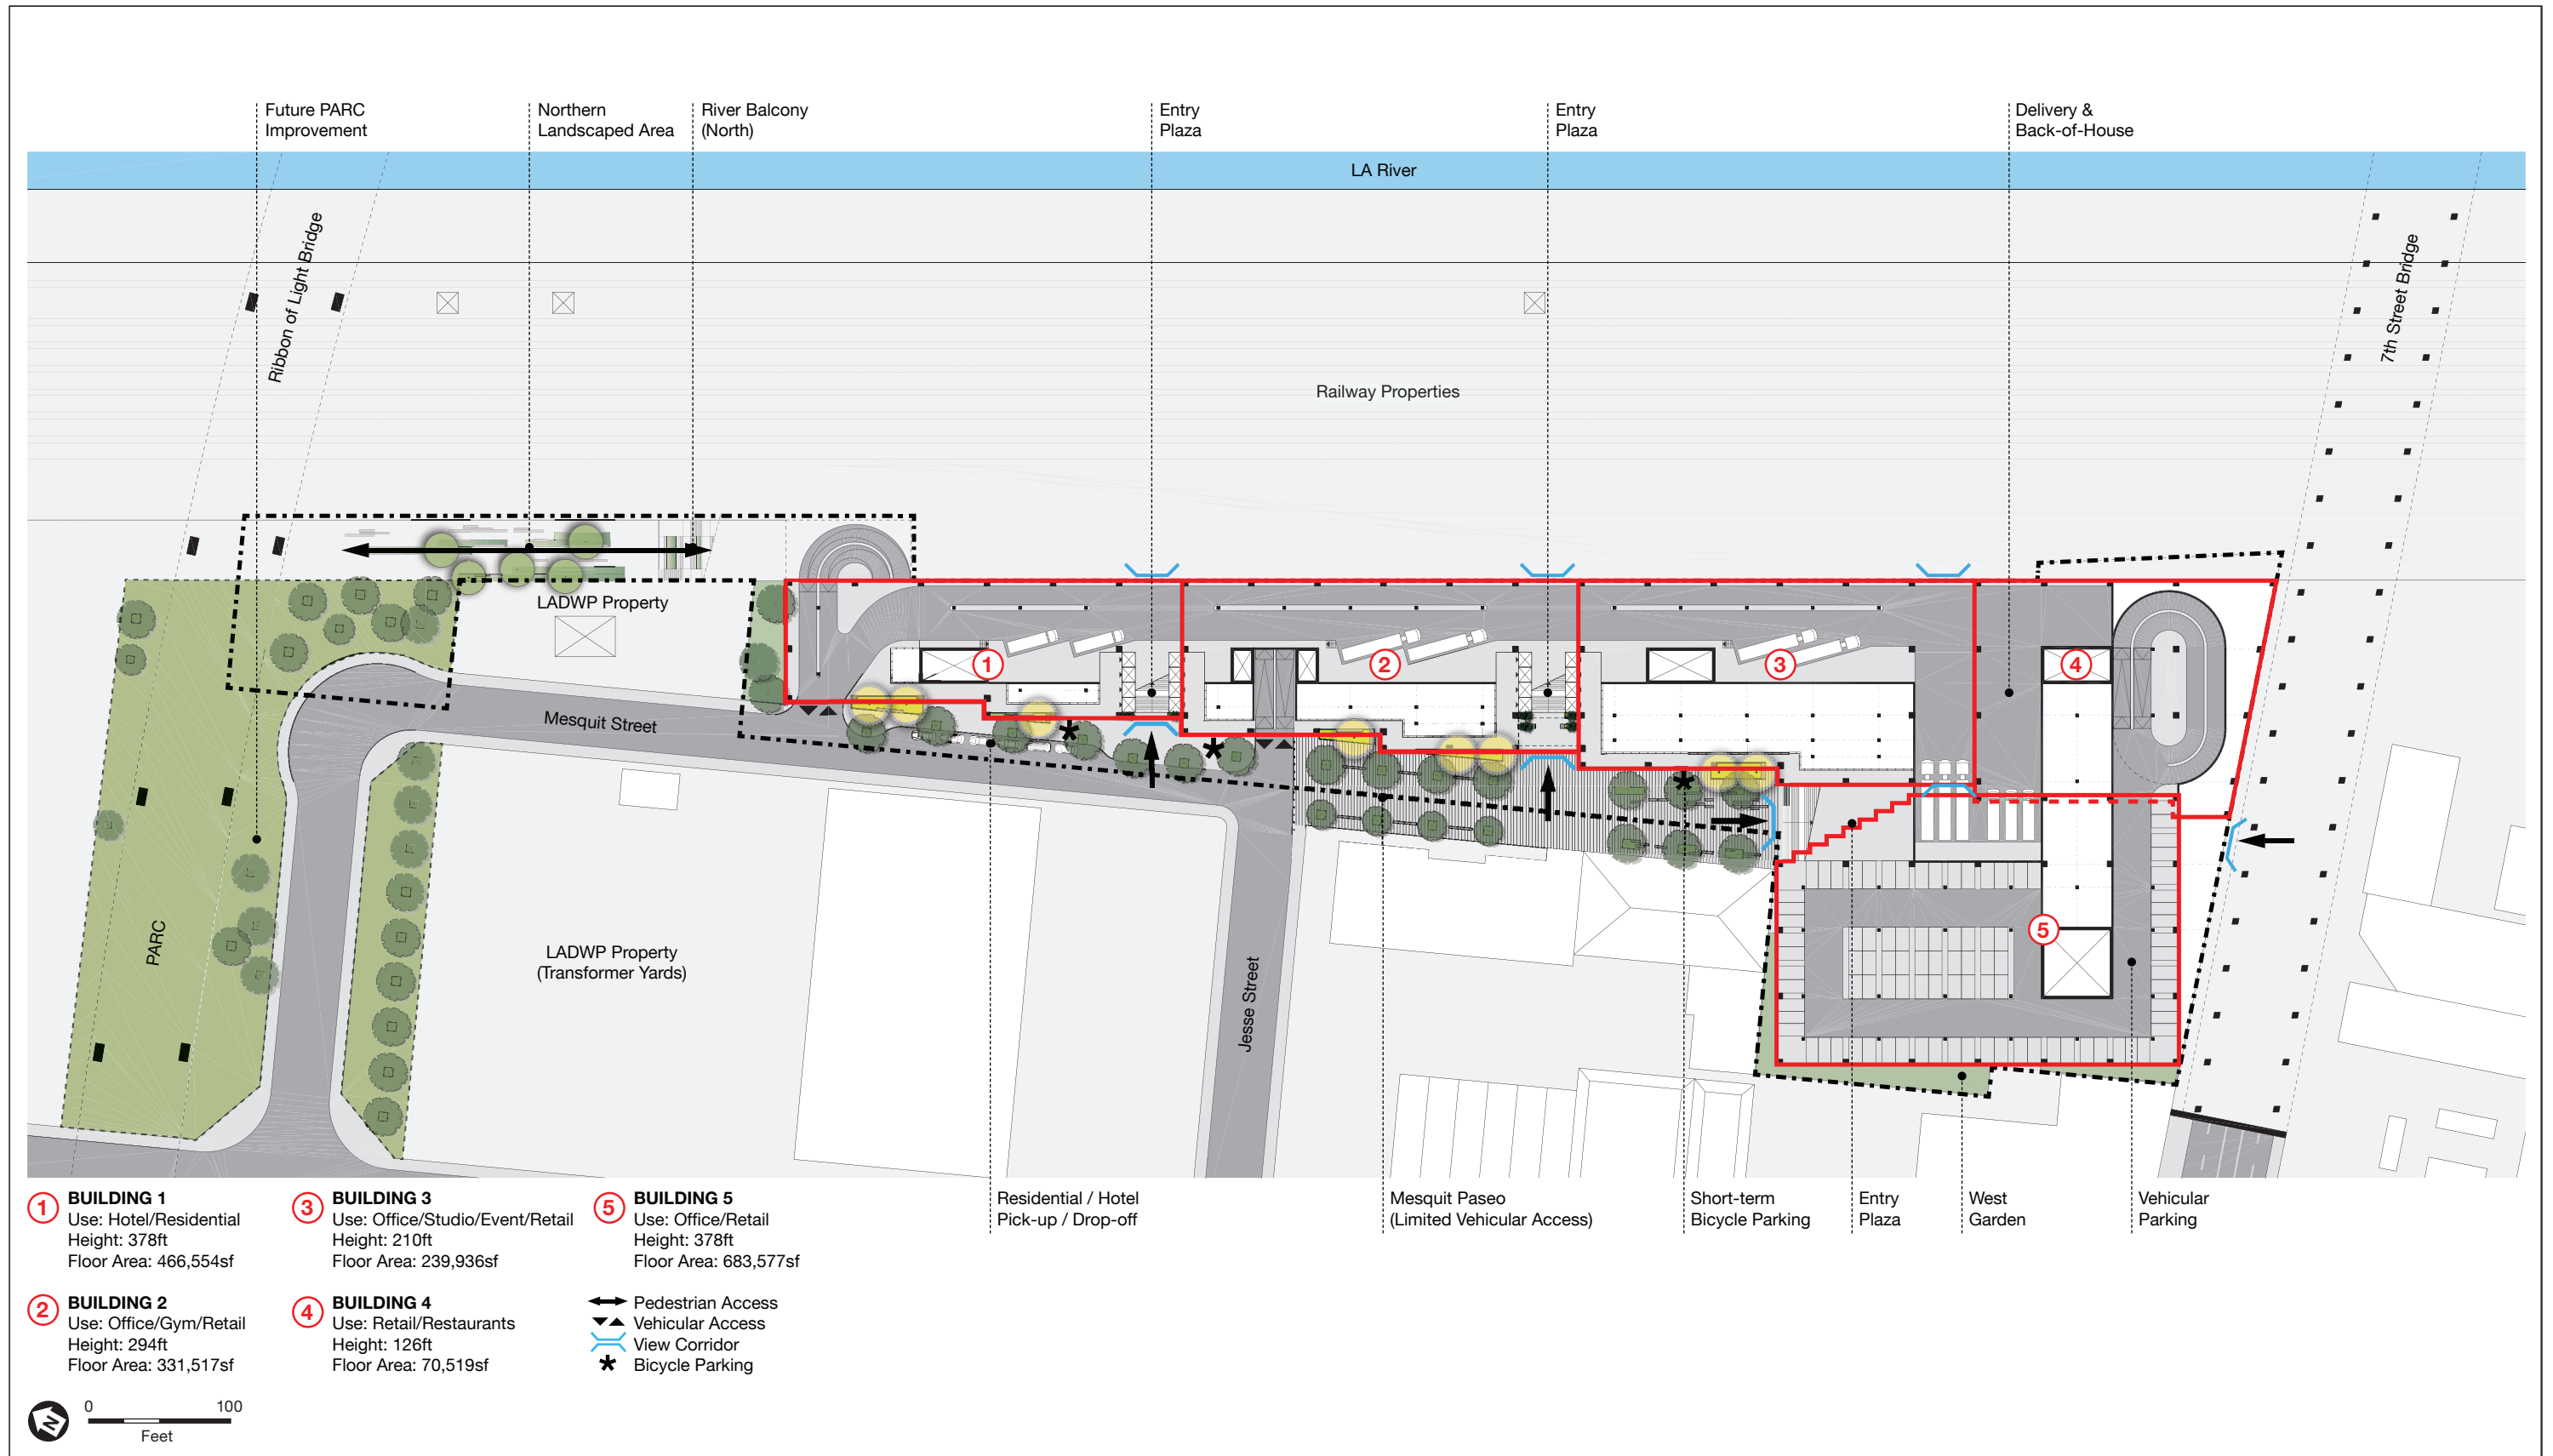 Future PARC
Improvement
Northern
Landscaped Area
River Balcony
(North)
Entry
Plaza
Entry
Plaza
Delivery &
Back-of-House
LA River
Ribbon of Light Bridge
7th Street Bridge
Railway Properties
LADWP Property
Mesquit Street
1
2
3
4
5
PARC
LADWP Property
(Transformer Yards)
Jesse Street
Residential / Hotel
Pick-up / Drop-off
Mesquit Paseo
(Limited Vehicular Access)
Short-term
Bicycle Parking
Entry
Plaza
West
Garden
Vehicular
Parking
1 BUILDING 1
Use: Hotel/Residential
Height: 378ft
Floor Area: 466,554sf
2 BUILDING 2
Use: Office/Gym/Retail
Height: 294ft
Floor Area: 331,517sf
3 BUILDING 3
Use: Office/Studio/Event/Retail
Height: 210ft
Floor Area: 239,936sf
4 BUILDING 4
Use: Retail/Restaurants
Height: 126ft
Floor Area: 70,519sf
5 BUILDING 5
Use: Office/Retail
Height: 378ft
Floor Area: 683,577sf
Pedestrian Access
Vehicular Access
View Corridor
* Bicycle Parking
N
0 100
Feet